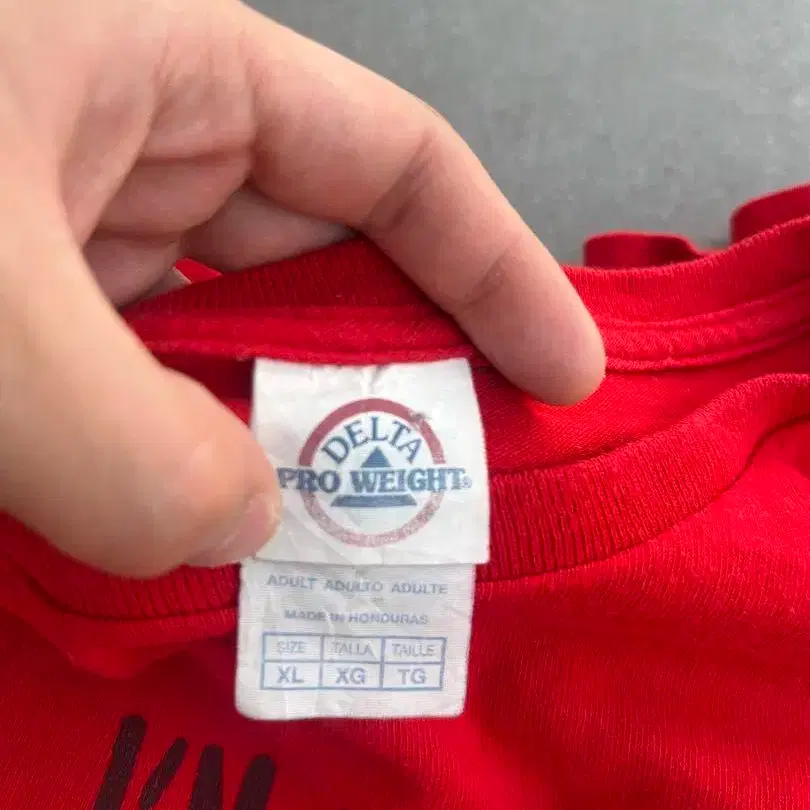 DELTA
PRO WEIGHT®
ADULT ADULTO ADULTE
MADE IN HONDURAS
SIZE TALLA TAILLE
XL XG TG